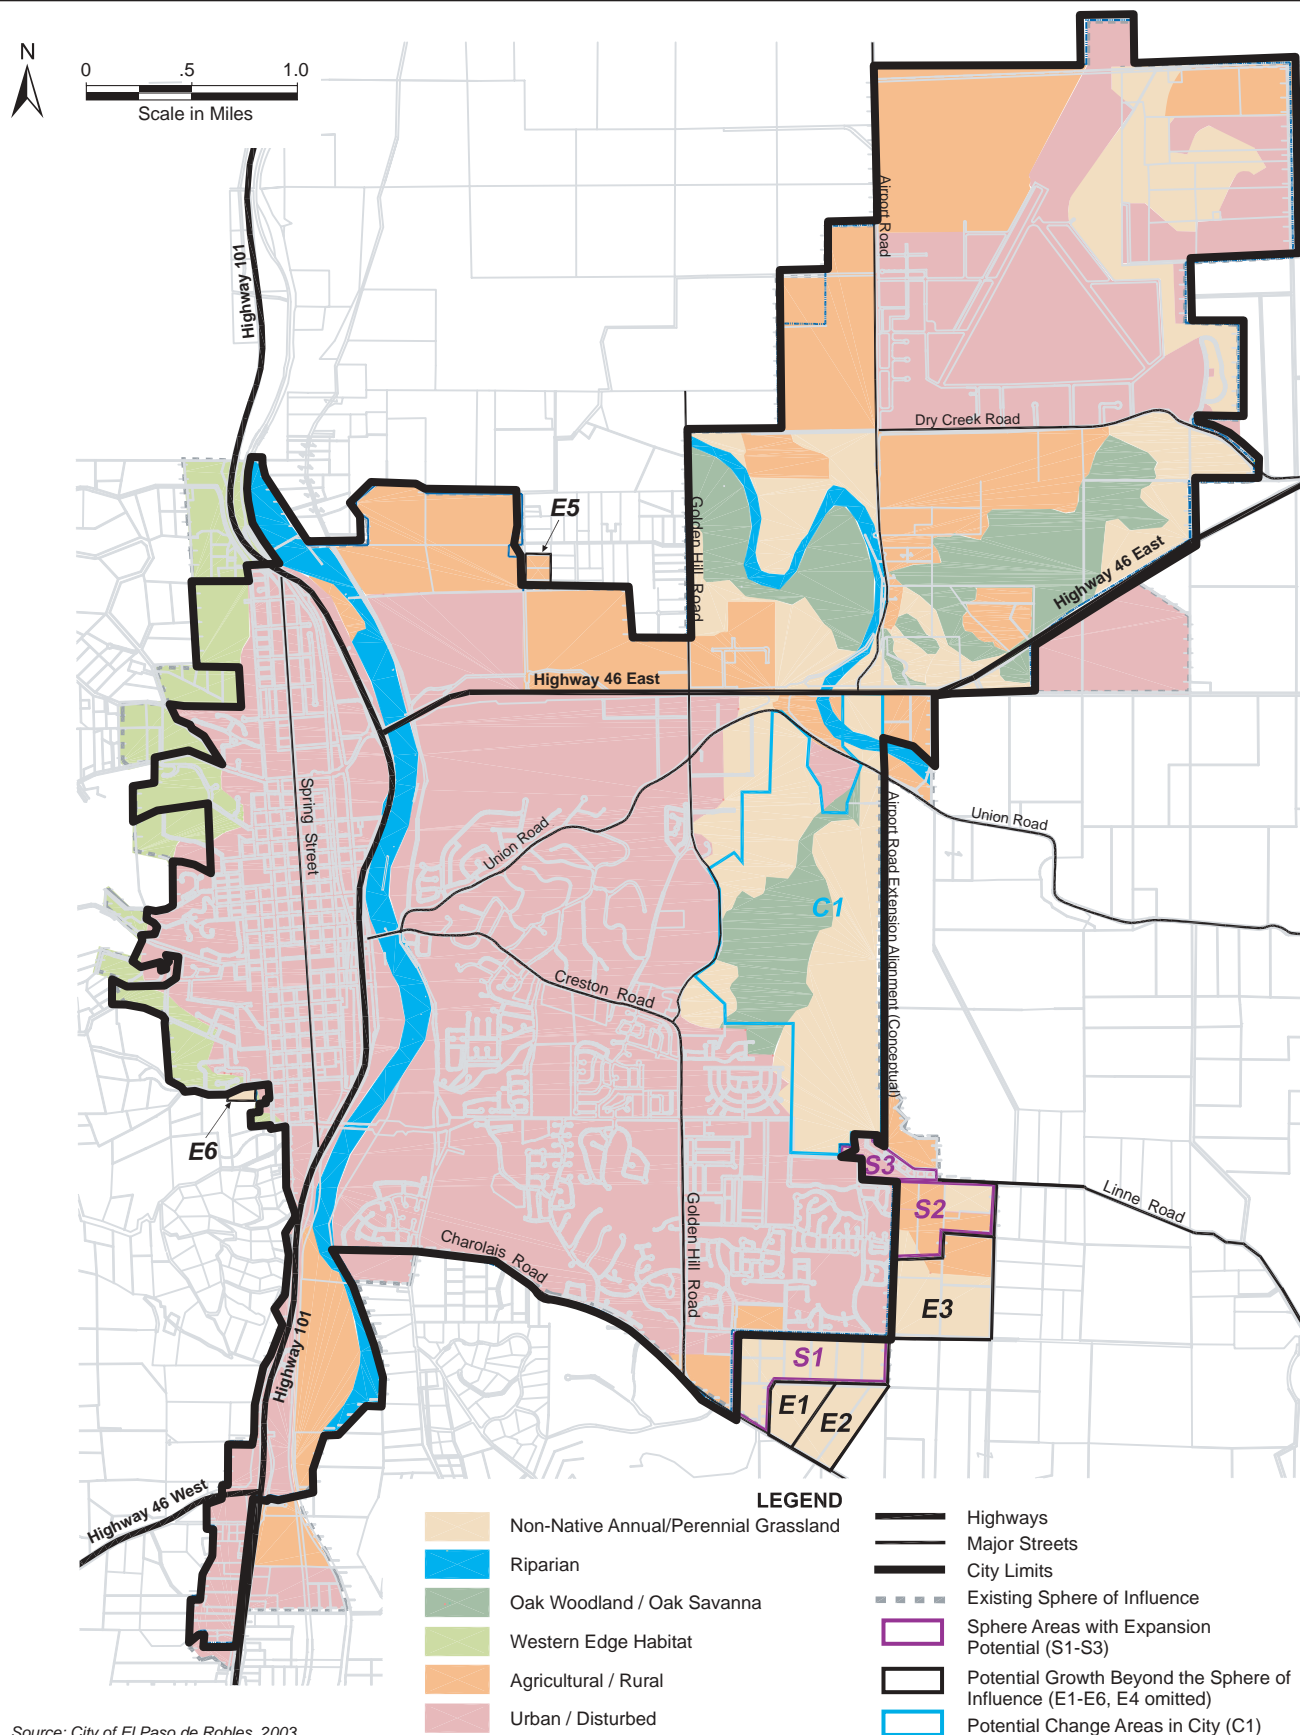 N
0 .5 1.0
Scale in Miles
Highway 101
Airport Road
Dry Creek Road
E5
Golden Hill Road
Highway 46 East
Highway 46 East
Spring Street
Union Road
Union Road
Airport Road Extension Alignment (Conceptual)
C1
Creston Road
E6
S3
S2
Linne Road
Golden Hill Road
Charolais Road
E3
S1
E1
E2
Highway 101
Highway 46 West
LEGEND
Non-Native Annual/Perennial Grassland
Riparian
Oak Woodland / Oak Savanna
Western Edge Habitat
Agricultural / Rural
Urban / Disturbed
Highways
Major Streets
City Limits
Existing Sphere of Influence
Sphere Areas with Expansion
Potential (S1-S3)
Potential Growth Beyond the Sphere of
Influence (E1-E6, E4 omitted)
Potential Change Areas in City (C1)
Source: City of El Paso de Robles, 2003